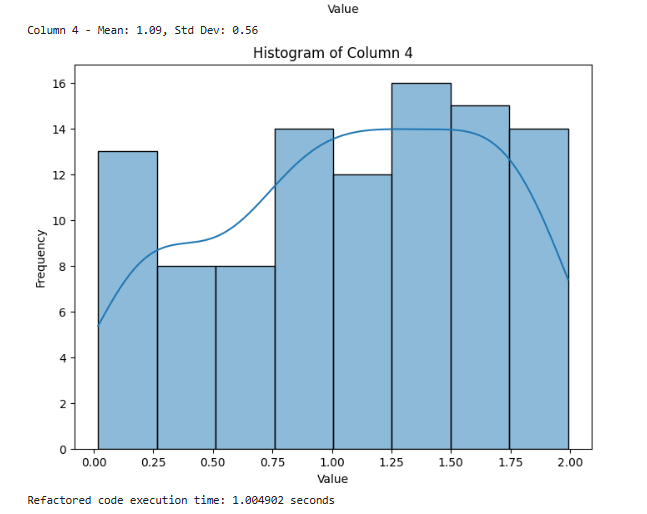 Value
Column 4 - Mean: 1.09, Std Dev: 0.56
Histogram of Column 4
16
14
12
10
8
6
4
2
0
Frequency
0.00 0.25 0.50 0.75 1.00 1.25 1.50 1.75 2.00
Value
Refactored code execution time: 1.004902 seconds